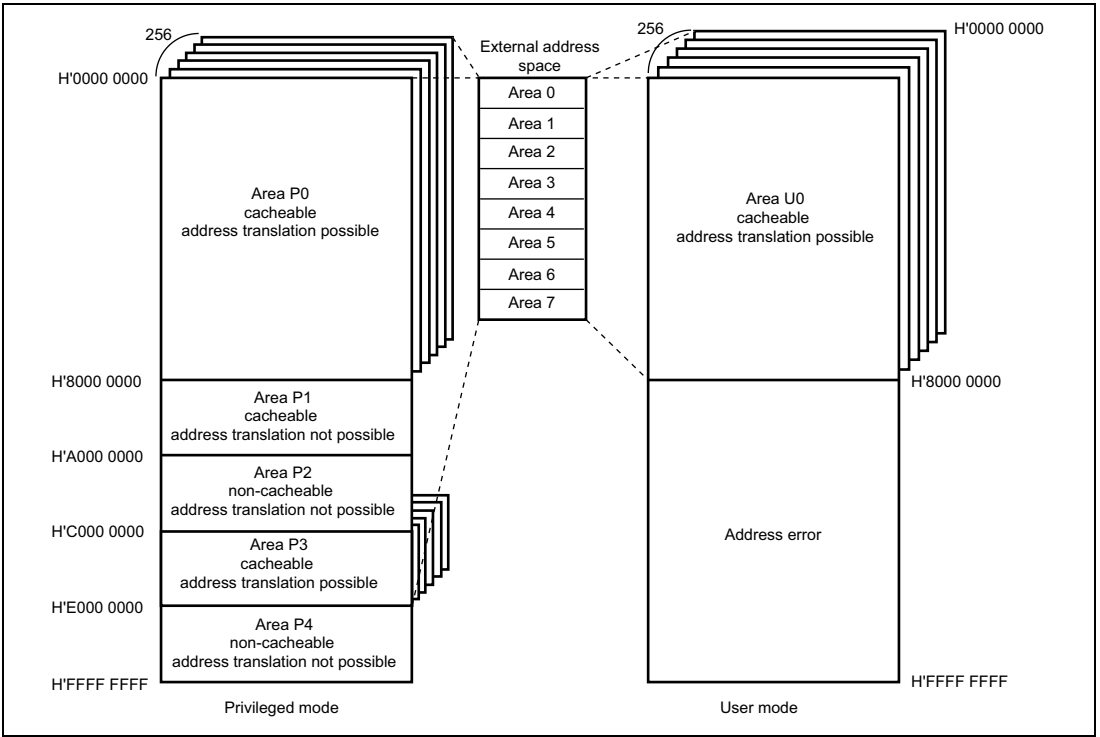 256
H'0000 0000
Area P0
cacheable
address translation possible
H'8000 0000
Area P1
cacheable
address translation not possible
H'A000 0000
Area P2
non-cacheable
address translation not possible
H'C000 0000
Area P3
cacheable
address translation possible
H'E000 0000
Area P4
non-cacheable
address translation not possible
H'FFFF FFFF
Privileged mode
External address
space
Area 0
Area 1
Area 2
Area 3
Area 4
Area 5
Area 6
Area 7
256
H'0000 0000
Area U0
cacheable
address translation possible
H'8000 0000
Address error
H'FFFF FFFF
User mode